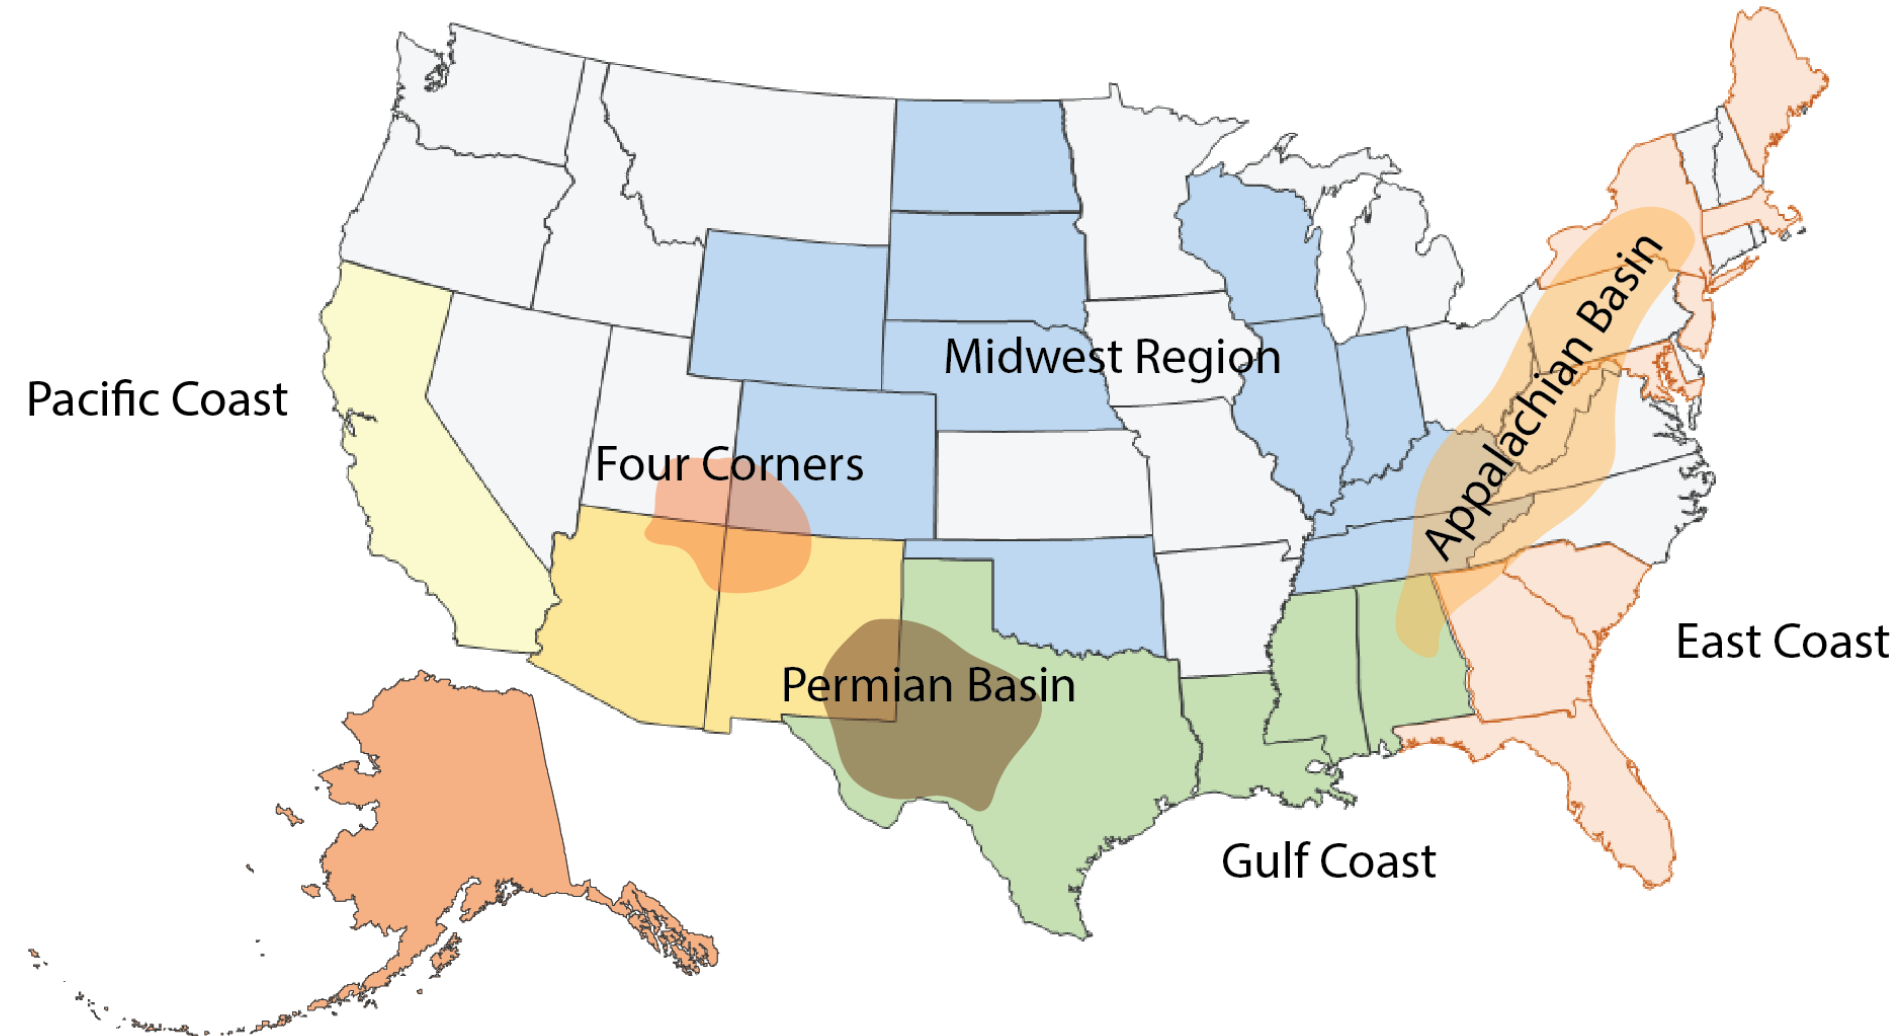 Appalachian Basin
Midwest Region
Pacific Coast
Four Corners
East Coast
Permian Basin
Gulf Coast